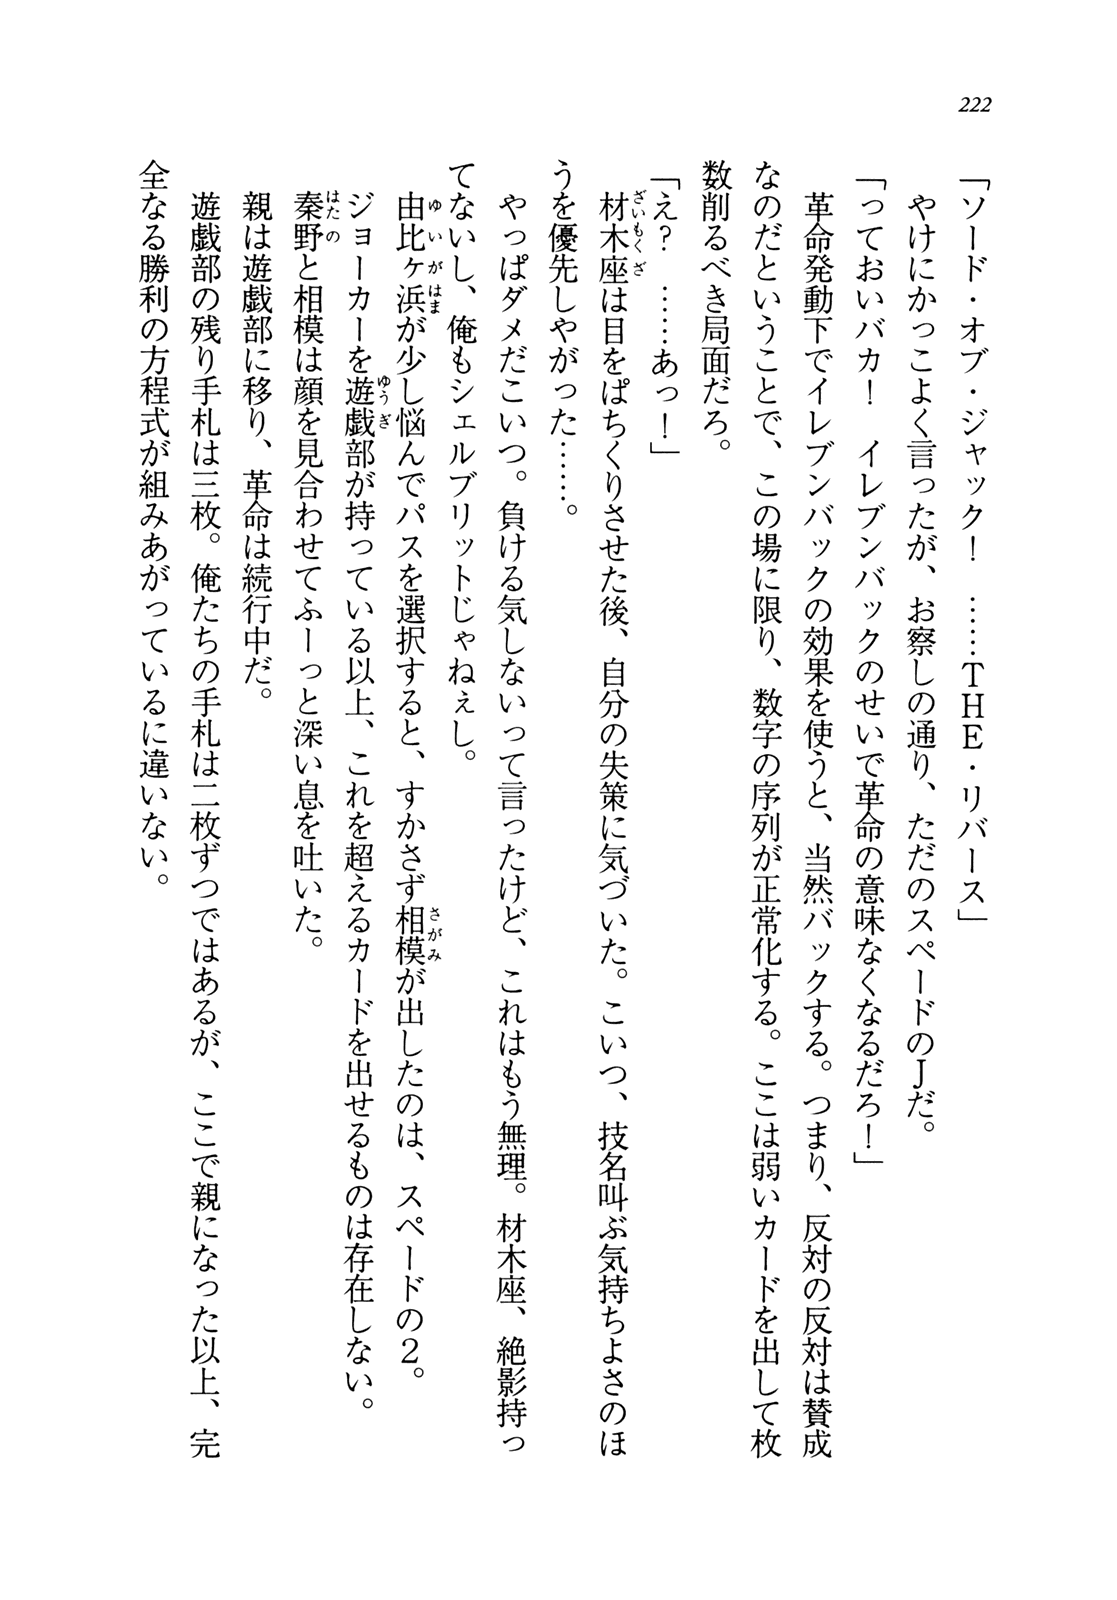 222
「ソード・オブ・ジャック！　……ＴＨＥ・リバース」
　やけにかっこよく言ったが、お察しの通り、ただのスペードのＪだ。
「っておいバカ！　イレブンバックのせいで革命の意味なくなるだろ！」
　革命発動下でイレブンバックの効果を使うと、当然バックする。つまり、反対の反対は賛成
なのだということで、この場に限り、数字の序列が正常化する。ここは弱いカードを出して枚
数削るべき局面だろ。
「え？　……あっ！」
　材木座は目をぱちくりさせた後、自分の失策に気づいた。こいつ、技名叫ぶ気持ちよさのほ
うを優先しやがった……。
　やっぱダメだこいつ。負ける気しないって言ったけど、これはもう無理。材木座、絶影持っ
てないし、俺もシェルブリットじゃねぇし。
　由比ヶ浜が少し悩んでパスを選択すると、すかさず相模が出したのは、スペードの２。
　ジョーカーを遊戯部が持っている以上、これを超えるカードを出せるものは存在しない。
　秦野と相模は顔を見合わせてふーっと深い息を吐いた。
　親は遊戯部に移り、革命は続行中だ。
　遊戯部の残り手札は三枚。俺たちの手札は二枚ずつではあるが、ここで親になった以上、完
全なる勝利の方程式が組みあがっているに違いない。